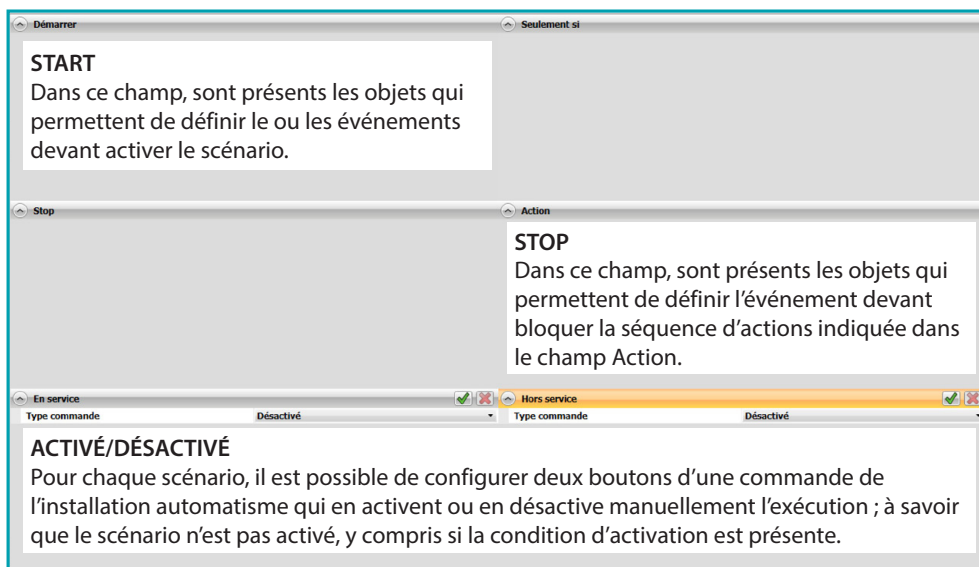 Démarrer
Seulement si
START
Dans ce champ, sont présents les objets qui
permettent de définir le ou les événements
devant activer le scénario.
Stop
Action
STOP
Dans ce champ, sont présents les objets qui
permettent de définir l’événement devant
bloquer la séquence d’actions indiquée dans
le champ Action.
En service
Hors service
Type commande
Désactivé
Type commande
Désactivé
ACTIVÉ/DÉSACTIVÉ
Pour chaque scénario, il est possible de configurer deux boutons d’une commande de
l’installation automatisme qui en activent ou en désactive manuellement l’exécution ; à savoir
que le scénario n’est pas activé, y compris si la condition d’activation est présente.